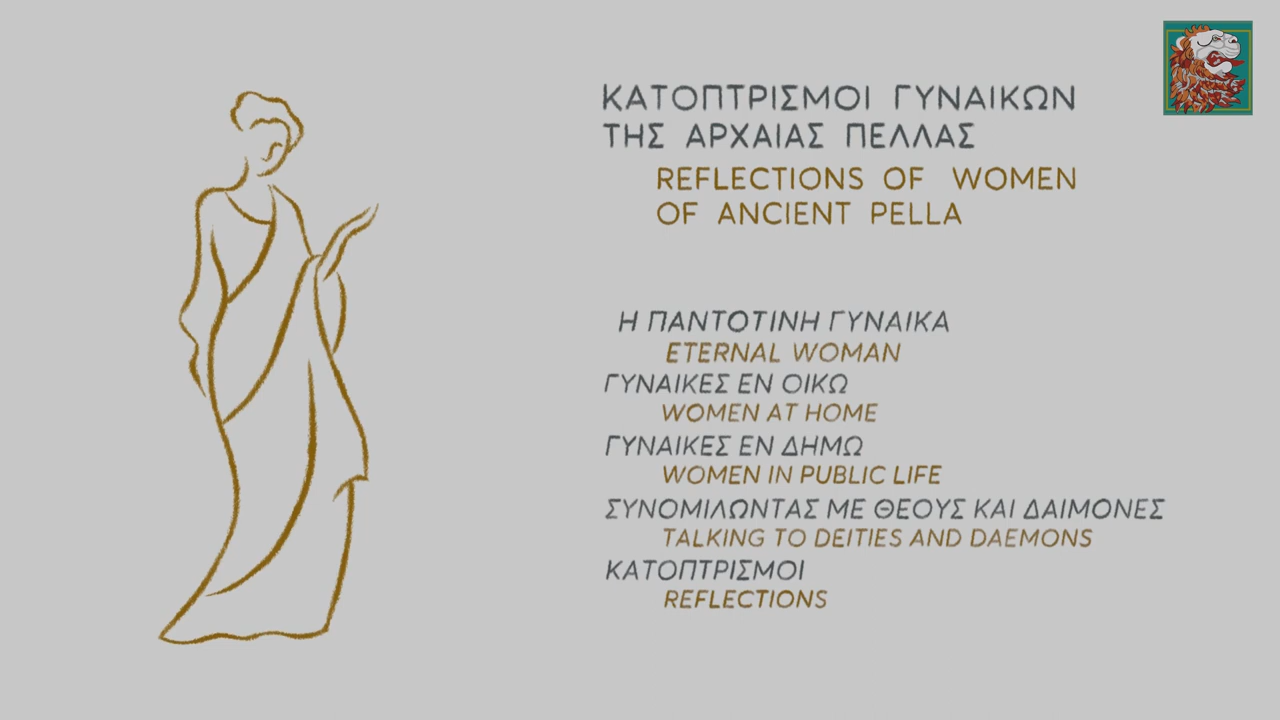 ΚΑΤΟΠΤΡΙΣΜΟΙ ΓΥΝΑΙΚΩΝ
ΤΗΣ ΑΡΧΑΙΑΣ ΠΕΛΛΑΣ
REFLECTIONS OF WOMEN
OF ANCIENT PELLA
Η ΠΑΝΤΟΤΙΝΗ ΓΥΝΑΙΚΑ
ETERNAL WOMAN
ΓΥΝΑΙΚΕΣ ΕΝ ΟΙΚΩ
WOMEN AT HOME
ΓΥΝΑΙΚΕΣ ΕΝ ΔΗΜΩ
WOMEN IN PUBLIC LIFE
ΣΥΝΟΜΙΛΩΝΤΑΣ ΜΕ ΘΕΟΥΣ ΚΑΙ ΔΑΙΜΟΝΕΣ
TALKING TO DEITIES AND DAEMONS
ΚΑΤΟΠΤΡΙΣΜΟΙ
REFLECTIONS